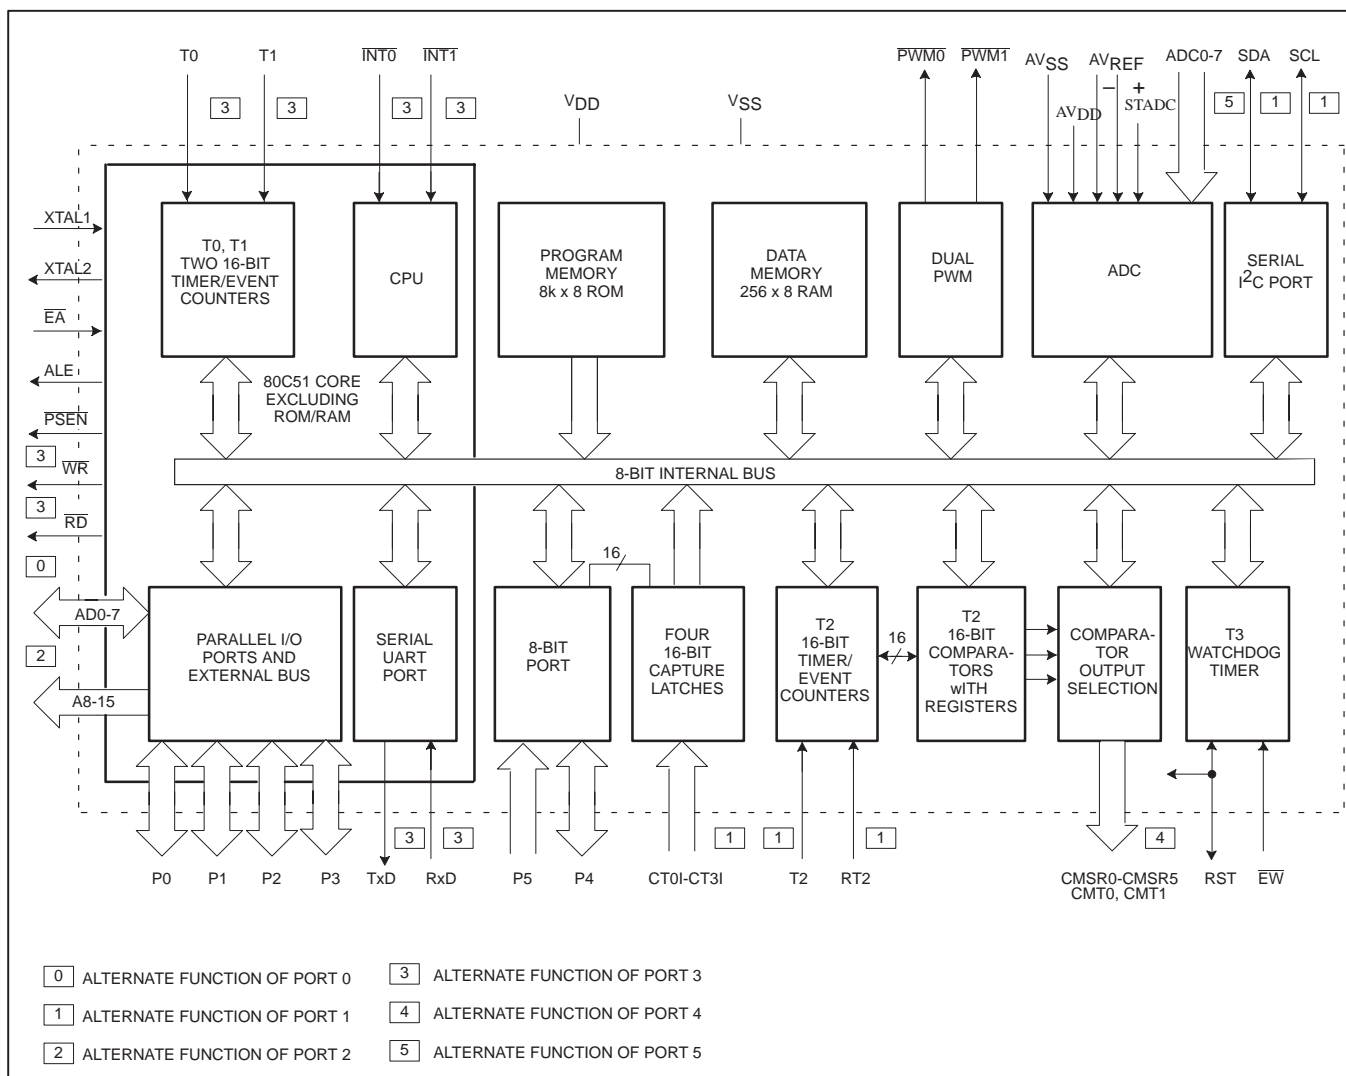 T0 T1 INT0 INT1 PWM0 PWM1 AVSS AVREF ADC0-7 SDA SCL
3 3 3 3 VDD VSS − + 5 1 1
AVDD STADC
XTAL1
XTAL2
EA
ALE
PSEN
3
WR
3
RD
0
AD0-7
2
A8-15
T0, T1
TWO 16-BIT
TIMER/EVENT
COUNTERS
CPU
PROGRAM
MEMORY
8k x 8 ROM
DATA
MEMORY
256 x 8 RAM
DUAL
PWM
ADC
SERIAL
I2C PORT
80C51 CORE
EXCLUDING
ROM/RAM
8-BIT INTERNAL BUS
PARALLEL I/O
PORTS AND
EXTERNAL BUS
SERIAL
UART
PORT
8-BIT
PORT
16
FOUR
16-BIT
CAPTURE
LATCHES
T2
16-BIT
TIMER/
EVENT
COUNTERS
16
T2
16-BIT
COMPARA-
TORS
wITH
REGISTERS
COMPARA-
TOR
OUTPUT
SELECTION
T3
WATCHDOG
TIMER
3 3 1 1 1 4
P0 P1 P2 P3 TxD RxD P5 P4 CT0I-CT3I T2 RT2 CMSR0-CMSR5 RST EW
CMT0, CMT1
0 ALTERNATE FUNCTION OF PORT 0
1 ALTERNATE FUNCTION OF PORT 1
2 ALTERNATE FUNCTION OF PORT 2
3 ALTERNATE FUNCTION OF PORT 3
4 ALTERNATE FUNCTION OF PORT 4
5 ALTERNATE FUNCTION OF PORT 5